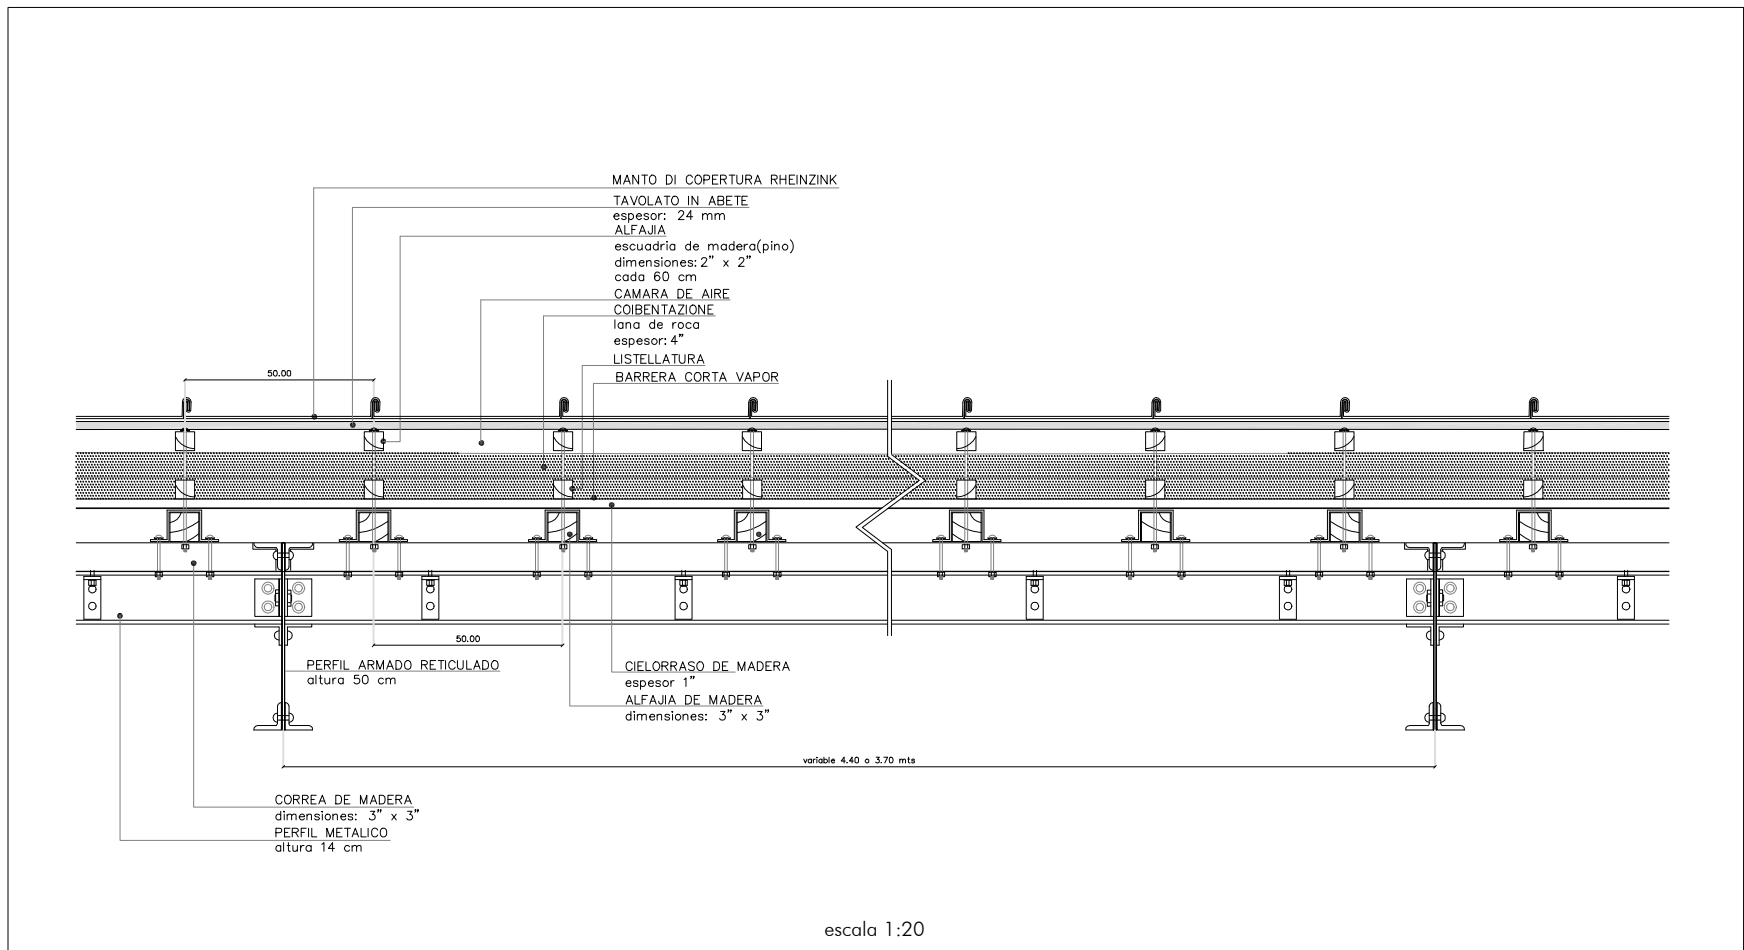 MANTO DI COPERTURA RHEINZINK
TAVOLATO IN ABETE
espesor: 24 mm
ALFAJIA
escuadria de madera(pino)
dimensiones: 2” x 2”
cada 60 cm
CAMARA DE AIRE
COIBENTAZIONE
lana de roca
espesor: 4”
LISTELLATURA
BARRERA CORTA VAPOR
50.00
50.00
PERFIL ARMADO RETICULADO
altura 50 cm
CIELORRASO DE MADERA
espesor 1”
ALFAJIA DE MADERA
dimensiones: 3” x 3”
variable 4.40 o 3.70 mts
CORREA DE MADERA
dimensiones: 3” x 3”
PERFIL METALICO
altura 14 cm
escala 1:20